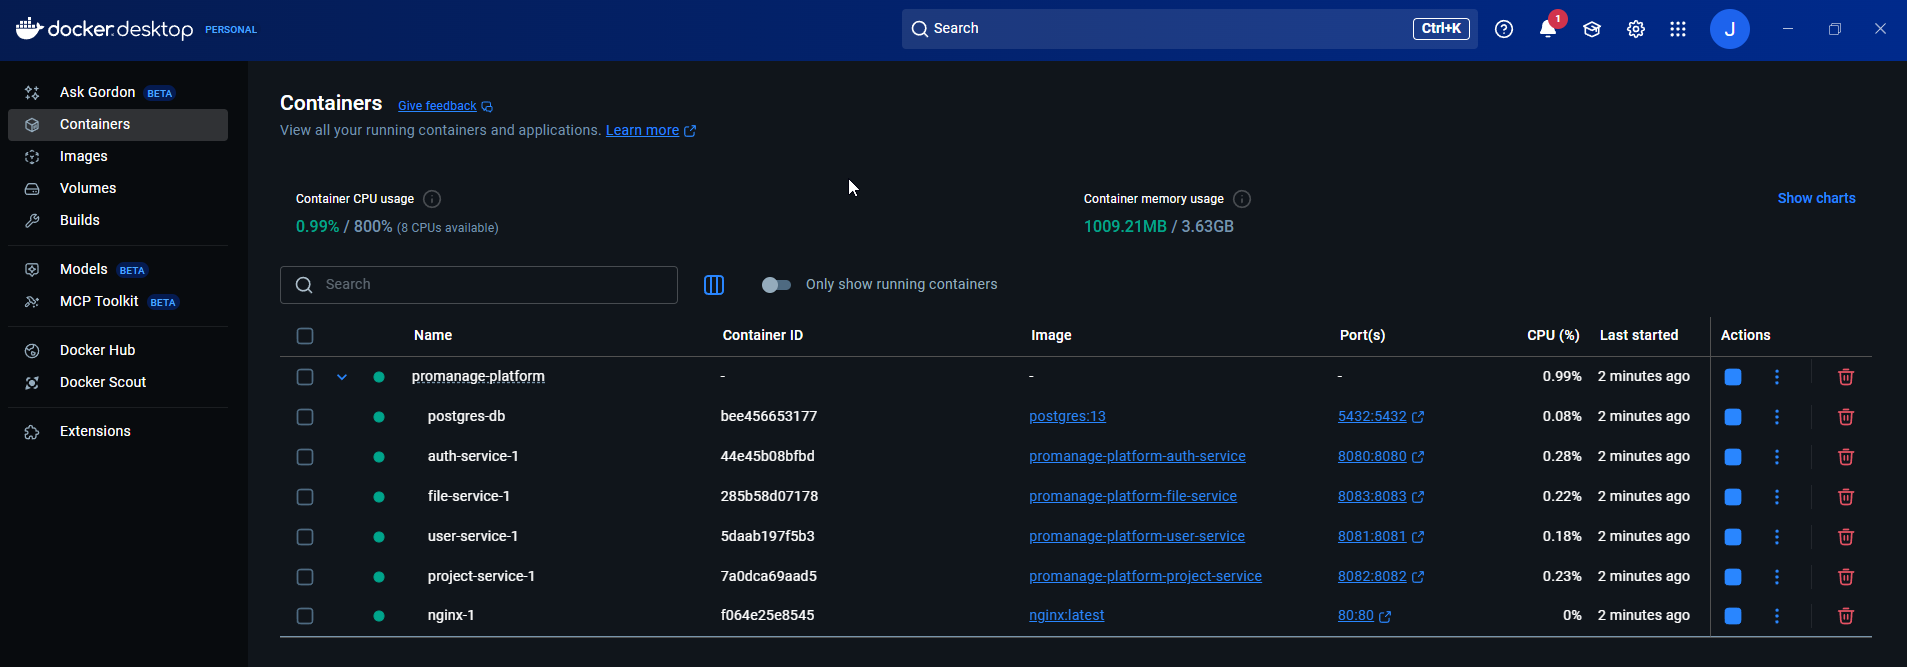 docker.desktop PERSONAL
Search Ctrl+K
1
J
Ask Gordon BETA
Containers
Images
Volumes
Builds
Models BETA
MCP Toolkit BETA
Docker Hub
Docker Scout
Extensions
Containers Give feedback
View all your running containers and applications. Learn more
Container CPU usage
0.99% / 800% (8 CPUs available)
Container memory usage
1009.21MB / 3.63GB
Show charts
Search
Only show running containers
Name Container ID Image Port(s) CPU (%) Last started Actions
promanage-platform - - - 0.99% 2 minutes ago
postgres-db bee456653177 postgres:13 5432:5432 0.08% 2 minutes ago
auth-service-1 44e45b08bfbd promanage-platform-auth-service 8080:8080 0.28% 2 minutes ago
file-service-1 285b58d07178 promanage-platform-file-service 8083:8083 0.22% 2 minutes ago
user-service-1 5daab197f5b3 promanage-platform-user-service 8081:8081 0.18% 2 minutes ago
project-service-1 7a0dca69aad5 promanage-platform-project-service 8082:8082 0.23% 2 minutes ago
nginx-1 f064e25e8545 nginx:latest 80:80 0% 2 minutes ago